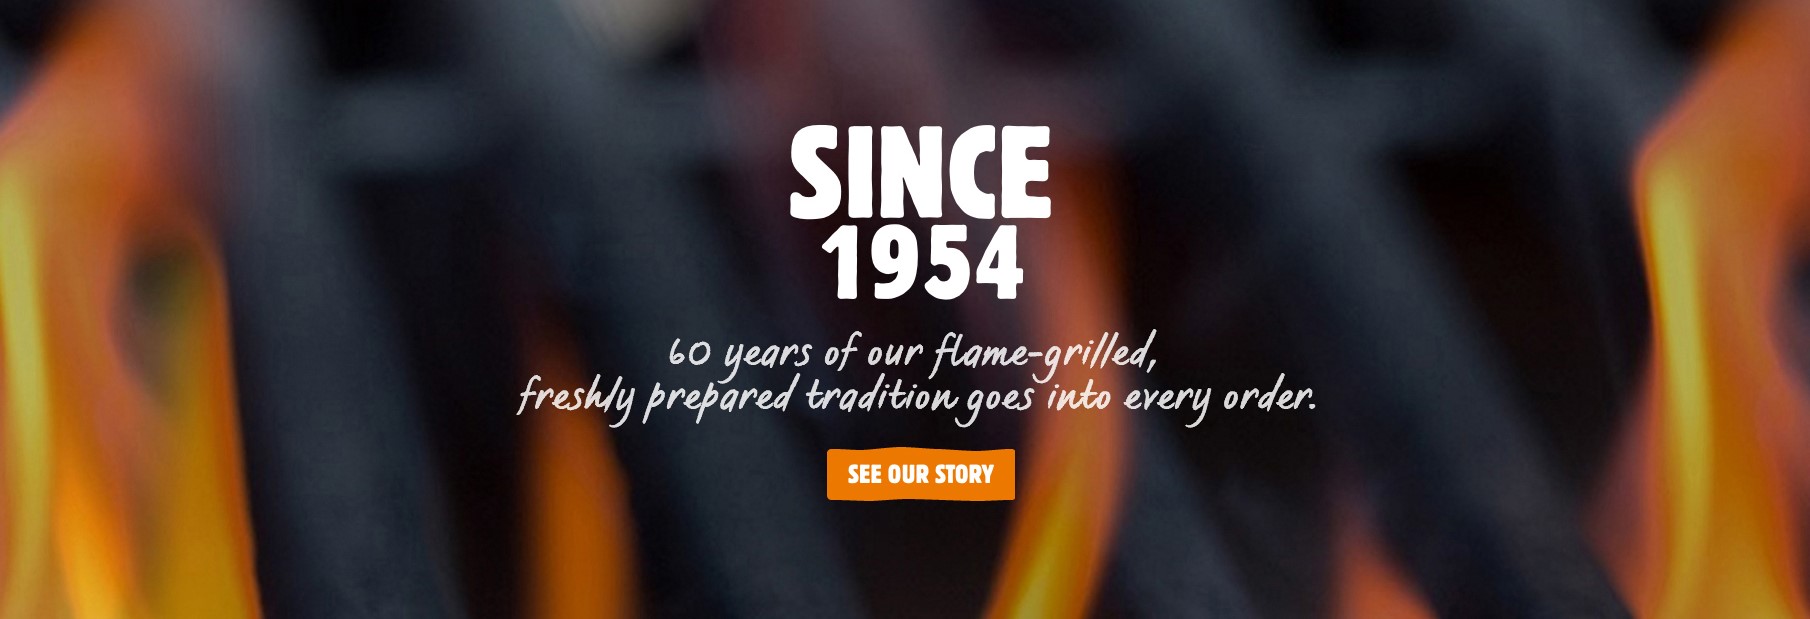 SINCE
1954
60 years of our flame-grilled,
freshly prepared tradition goes into every order.
SEE OUR STORY